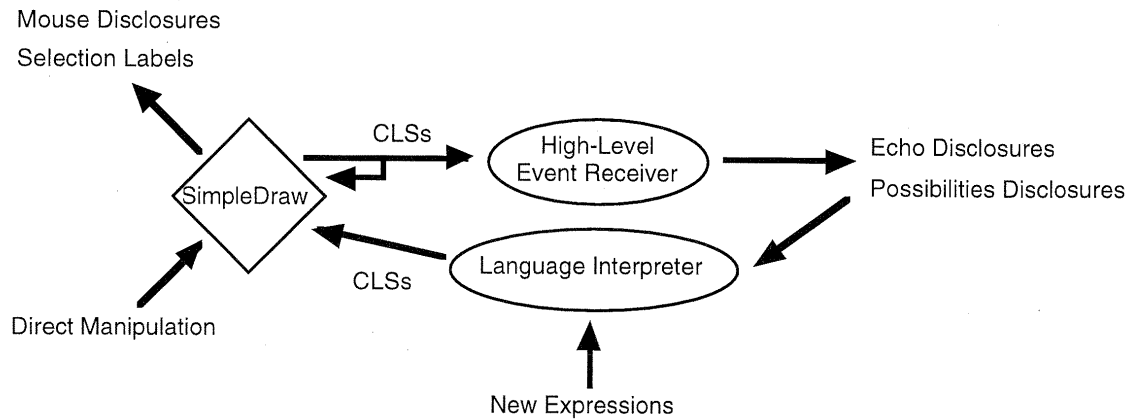 Mouse Disclosures
Selection Labels
CLSs
High-Level
Event Receiver
Echo Disclosures
Possibilities Disclosures
SimpleDraw
Language Interpreter
CLSs
Direct Manipulation
New Expressions